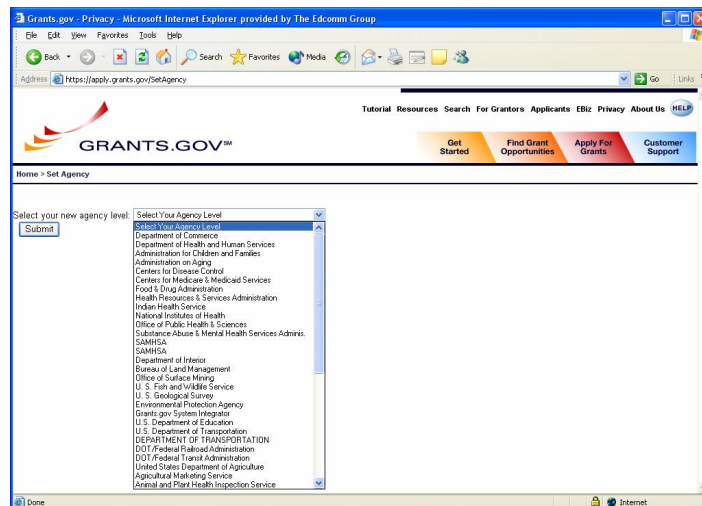 Grants.gov - Privacy - Microsoft Internet Explorer provided by The Edcomm Group
File Edit View Favorites Tools Help
Back Search Favorites Media
Address https://apply.grants.gov/SetAgency Go Links
Tutorial Resources Search For Grantors Applicants EBiz Privacy About Us HELP
GRANTS.GOV℠
Get Started Find Grant Opportunities Apply For Grants Customer Support
Home > Set Agency
Select your new agency level: Select Your Agency Level
Submit
Select Your Agency Level
Department of Commerce
Department of Health and Human Services
Administration for Children and Families
Administration on Aging
Centers for Disease Control
Centers for Medicare & Medicaid Services
Food & Drug Administration
Health Resources & Services Administration
Indian Health Service
National Institutes of Health
Office of Public Health & Sciences
Substance Abuse & Mental Health Services Adminis.
SAMHSA
SAMHSA
Department of Interior
Bureau of Land Management
Office of Surface Mining
U. S. Fish and Wildlife Service
U. S. Geological Survey
Environmental Protection Agency
Grants.gov System Integrator
U.S. Department of Education
U.S. Department of Transportation
DEPARTMENT OF TRANSPORTATION
DOT/Federal Railroad Administration
DOT/Federal Transit Administration
United States Department of Agriculture
Agricultural Marketing Service
Animal and Plant Health Inspection Service
Done Internet